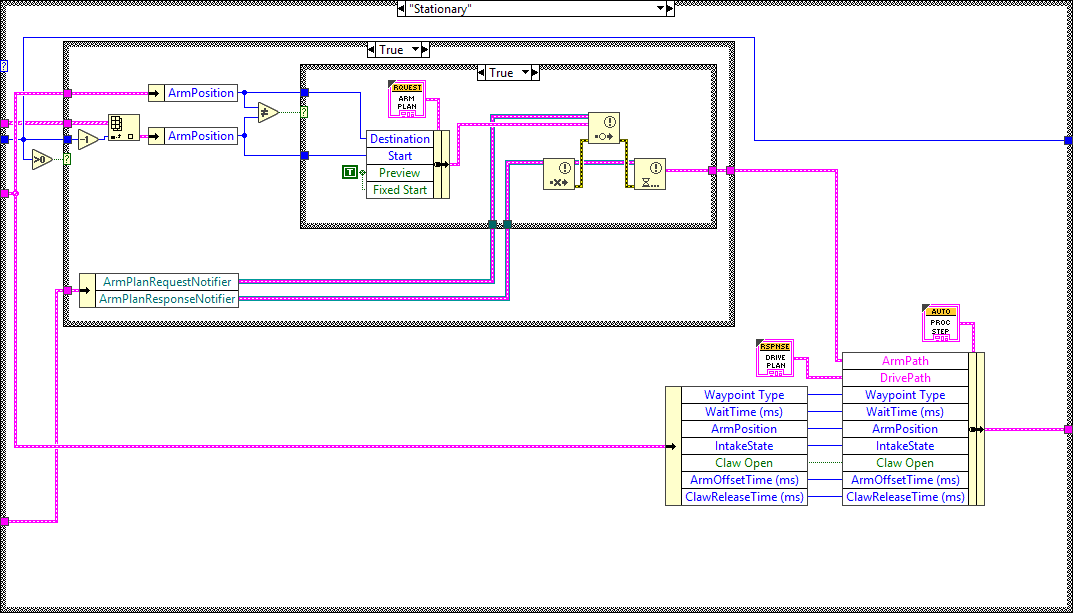 "Stationary"
True
True
ArmPosition
RQUEST
ARM
PLAN
≠
ArmPosition
-1
>0
?
?
?
Destination
Start
T
Preview
Fixed Start
ArmPlanRequestNotifier
ArmPlanResponseNotifier
AUTO
PROC
STEP
RSPNSE
DRIVE
PLAN
ArmPath
DrivePath
Waypoint Type
Waypoint Type
WaitTime (ms)
WaitTime (ms)
ArmPosition
ArmPosition
IntakeState
IntakeState
Claw Open
Claw Open
ArmOffsetTime (ms)
ArmOffsetTime (ms)
ClawReleaseTime (ms)
ClawReleaseTime (ms)